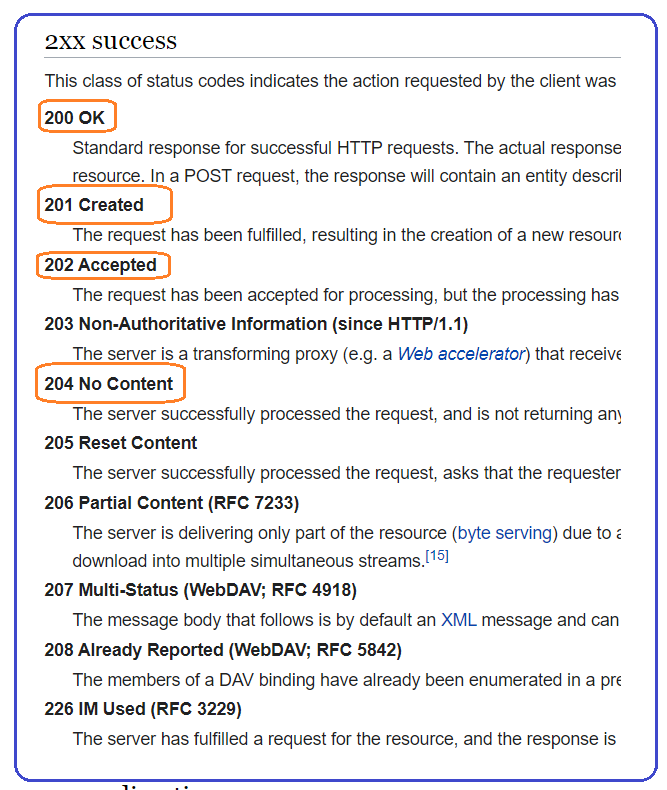 2xx success
This class of status codes indicates the action requested by the client was
200 OK
Standard response for successful HTTP requests. The actual response
resource. In a POST request, the response will contain an entity descri
201 Created
The request has been fulfilled, resulting in the creation of a new resour
202 Accepted
The request has been accepted for processing, but the processing has
203 Non-Authoritative Information (since HTTP/1.1)
The server is a transforming proxy (e.g. a Web accelerator) that receive
204 No Content
The server successfully processed the request, and is not returning any
205 Reset Content
The server successfully processed the request, asks that the requester
206 Partial Content (RFC 7233)
The server is delivering only part of the resource (byte serving) due to a
download into multiple simultaneous streams.[15]
207 Multi-Status (WebDAV; RFC 4918)
The message body that follows is by default an XML message and can
208 Already Reported (WebDAV; RFC 5842)
The members of a DAV binding have already been enumerated in a pre
226 IM Used (RFC 3229)
The server has fulfilled a request for the resource, and the response is